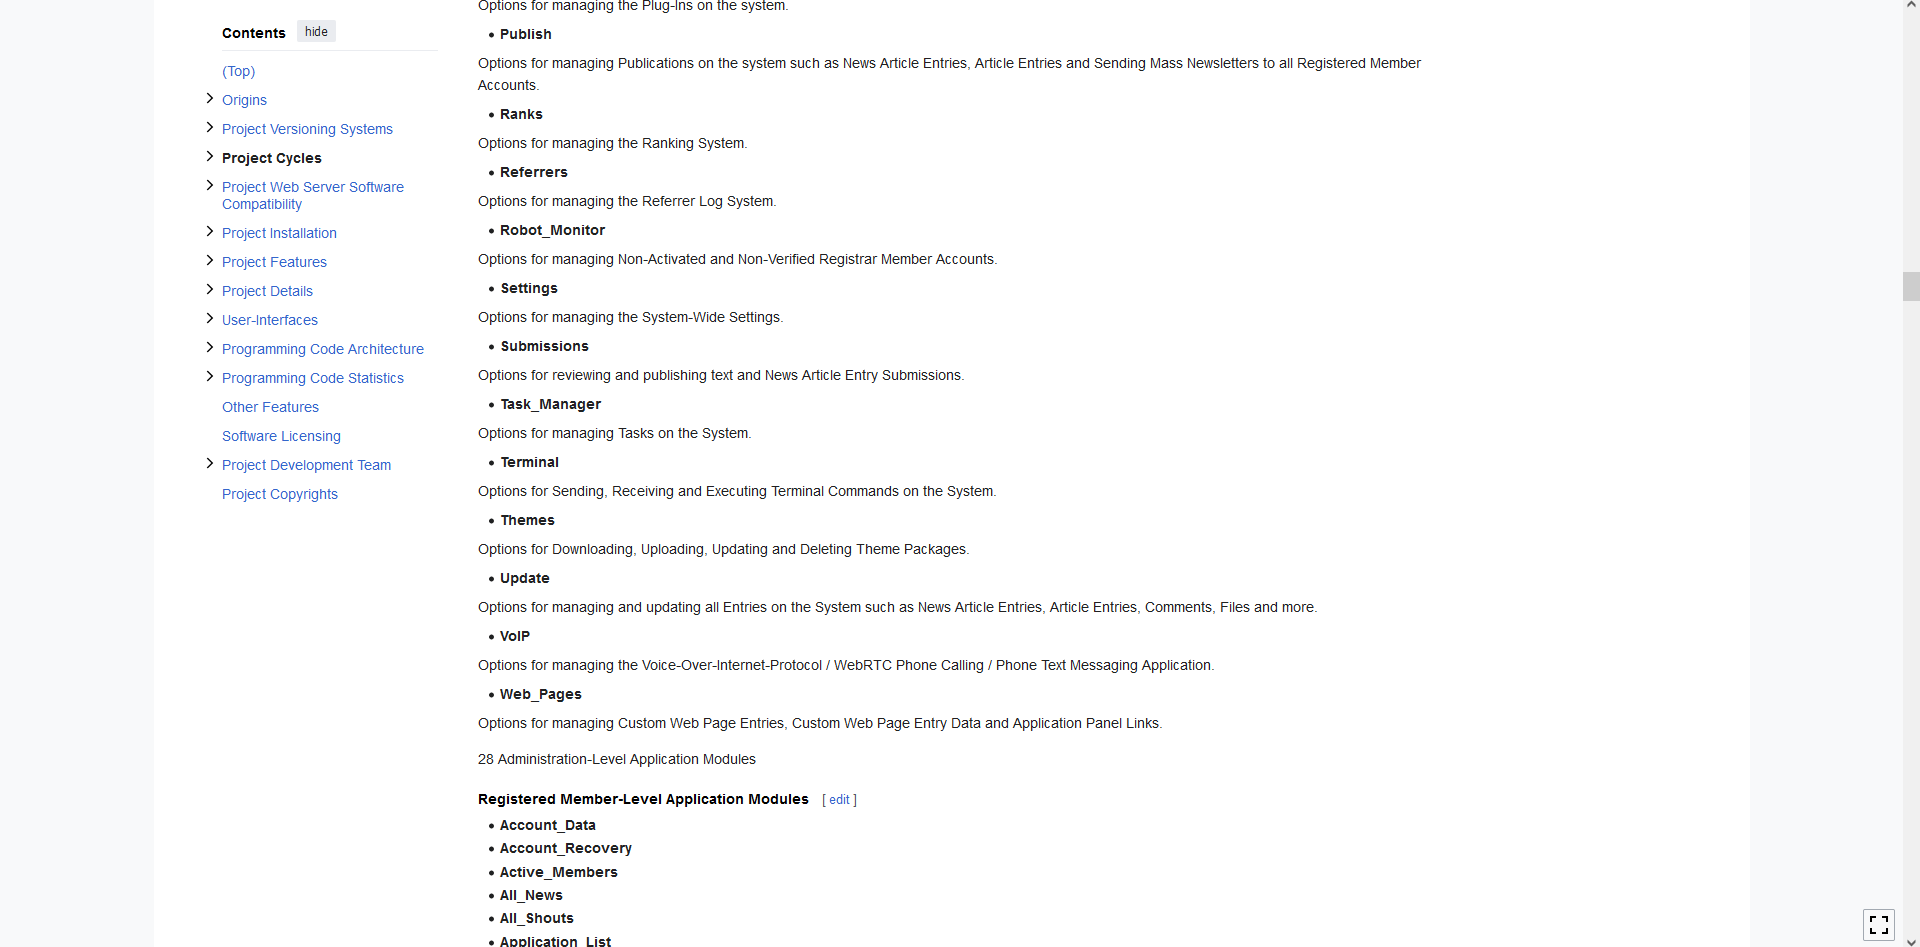 Contents hide
(Top)
Origins
Project Versioning Systems
Project Cycles
Project Web Server Software
Compatibility
Project Installation
Project Features
Project Details
User-Interfaces
Programming Code Architecture
Programming Code Statistics
Other Features
Software Licensing
Project Development Team
Project Copyrights
Options for managing the Plug-Ins on the system.
• Publish
Options for managing Publications on the system such as News Article Entries, Article Entries and Sending Mass Newsletters to all Registered Member
Accounts.
• Ranks
Options for managing the Ranking System.
• Referrers
Options for managing the Referrer Log System.
• Robot_Monitor
Options for managing Non-Activated and Non-Verified Registrar Member Accounts.
• Settings
Options for managing the System-Wide Settings.
• Submissions
Options for reviewing and publishing text and News Article Entry Submissions.
• Task_Manager
Options for managing Tasks on the System.
• Terminal
Options for Sending, Receiving and Executing Terminal Commands on the System.
• Themes
Options for Downloading, Uploading, Updating and Deleting Theme Packages.
• Update
Options for managing and updating all Entries on the System such as News Article Entries, Article Entries, Comments, Files and more.
• VoIP
Options for managing the Voice-Over-Internet-Protocol / WebRTC Phone Calling / Phone Text Messaging Application.
• Web_Pages
Options for managing Custom Web Page Entries, Custom Web Page Entry Data and Application Panel Links.
28 Administration-Level Application Modules
Registered Member-Level Application Modules [ edit ]
• Account_Data
• Account_Recovery
• Active_Members
• All_News
• All_Shouts
• Application_List